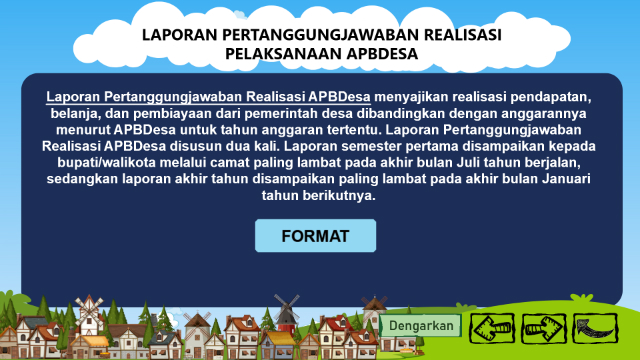 LAPORAN PERTANGGUNGJAWABAN REALISASI
PELAKSANAAN APBDESA
Laporan Pertanggungjawaban Realisasi APBDesa menyajikan realisasi pendapatan,
belanja, dan pembiayaan dari pemerintah desa dibandingkan dengan anggarannya
menurut APBDesa untuk tahun anggaran tertentu. Laporan Pertanggungjawaban
Realisasi APBDesa disusun dua kali. Laporan semester pertama disampaikan kepada
bupati/walikota melalui camat paling lambat pada akhir bulan Juli tahun berjalan,
sedangkan laporan akhir tahun disampaikan paling lambat pada akhir bulan Januari
tahun berikutnya.
FORMAT
Dengarkan